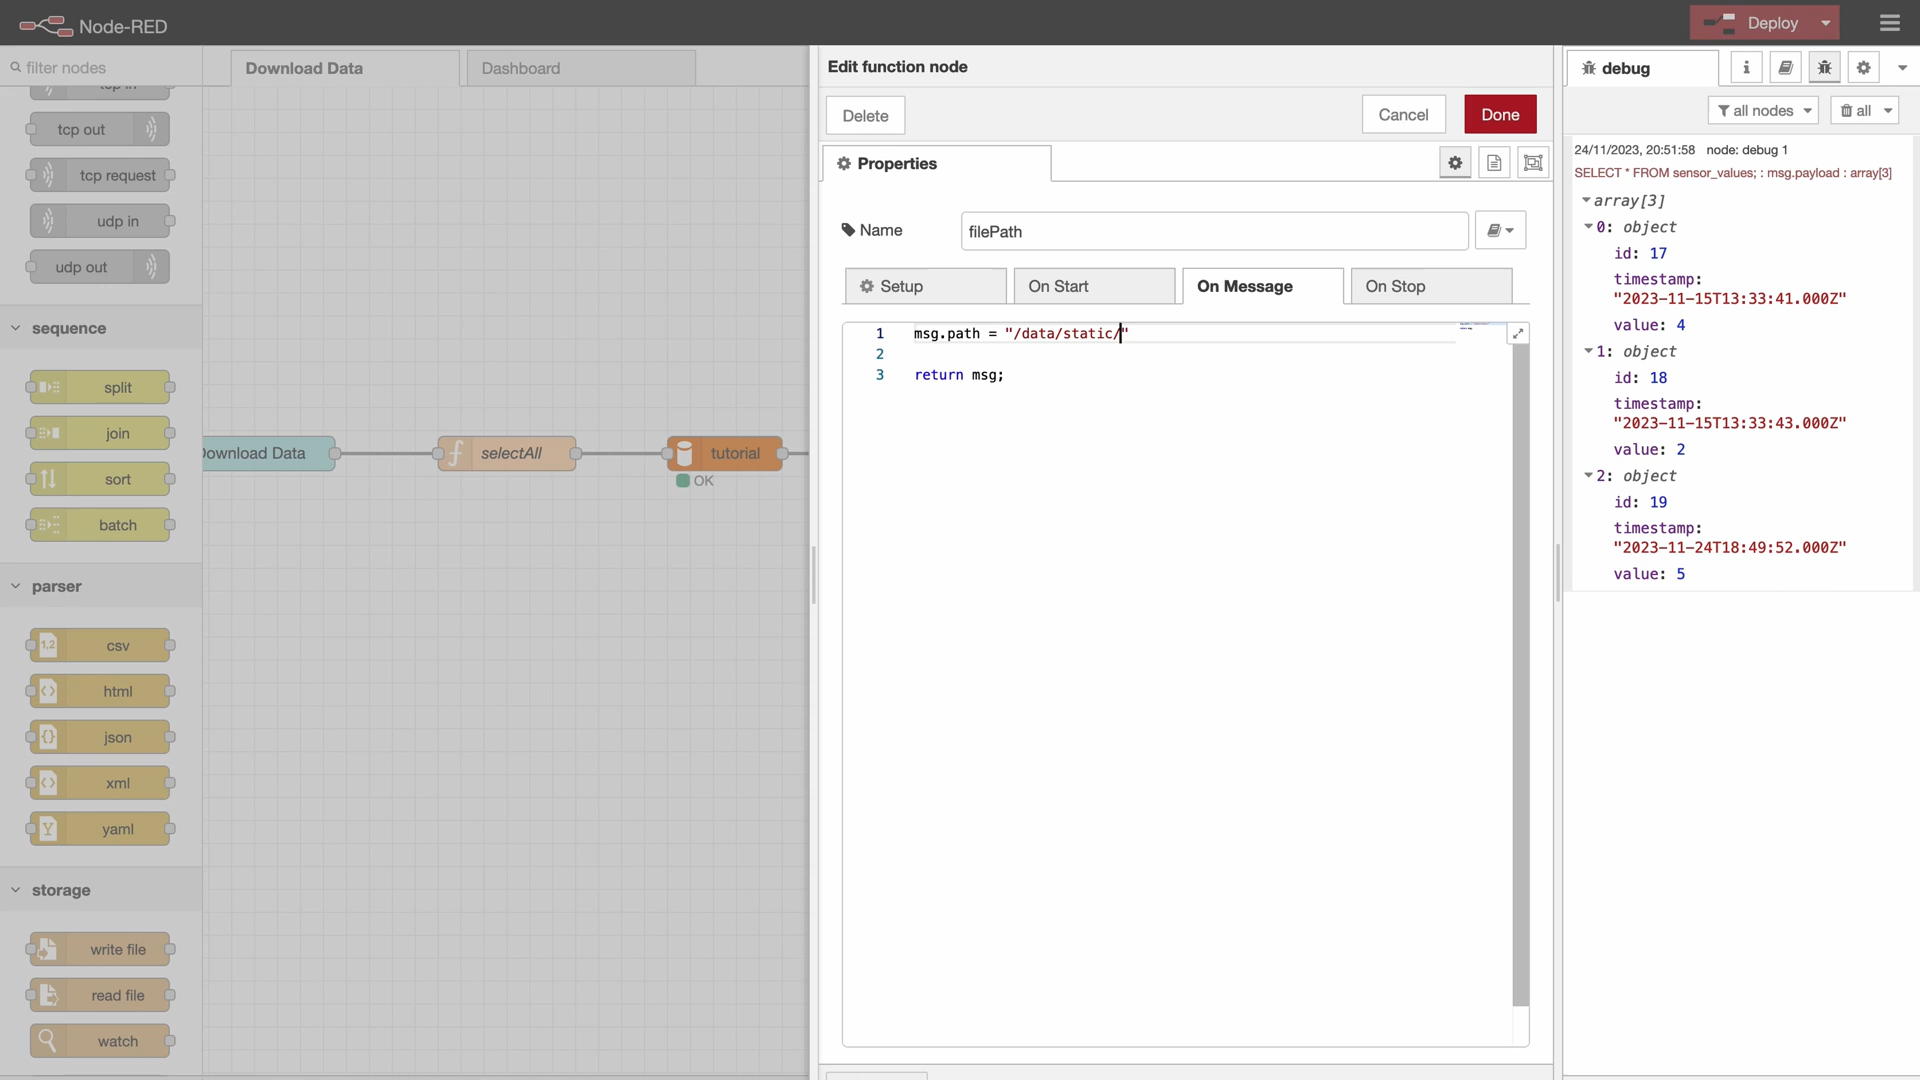 Node-RED
Deploy
filter nodes
Download Data
Dashboard
Edit function node
debug
i
Delete
Cancel
Done
all nodes
all
tcp in
tcp out
tcp request
udp in
udp out
sequence
split
join
sort
batch
parser
csv
html
json
xml
yaml
storage
write file
read file
watch
Download Data
selectAll
tutorial
OK
Properties
Name
filePath
Setup
On Start
On Message
On Stop
1 msg.path = "/data/static/"
2
3 return msg;
24/11/2023, 20:51:58 node: debug 1
SELECT * FROM sensor_values; : msg.payload : array[3]
array[3]
0: object
id: 17
timestamp:
"2023-11-15T13:33:41.000Z"
value: 4
1: object
id: 18
timestamp:
"2023-11-15T13:33:43.000Z"
value: 2
2: object
id: 19
timestamp:
"2023-11-24T18:49:52.000Z"
value: 5